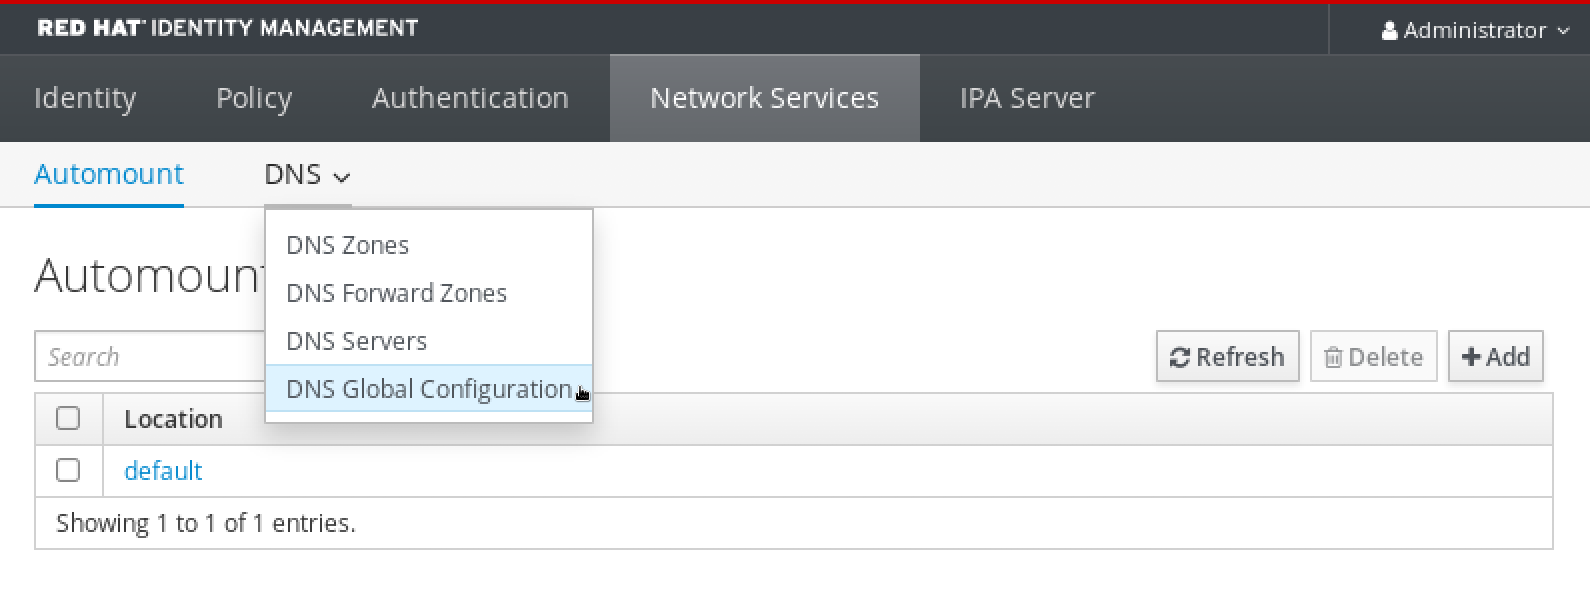 RED HAT® IDENTITY MANAGEMENT
Administrator
Identity Policy Authentication Network Services IPA Server
Automount DNS
DNS Zones
DNS Forward Zones
DNS Servers
DNS Global Configuration
Automoun
Search
Refresh Delete Add
Location
default
Showing 1 to 1 of 1 entries.